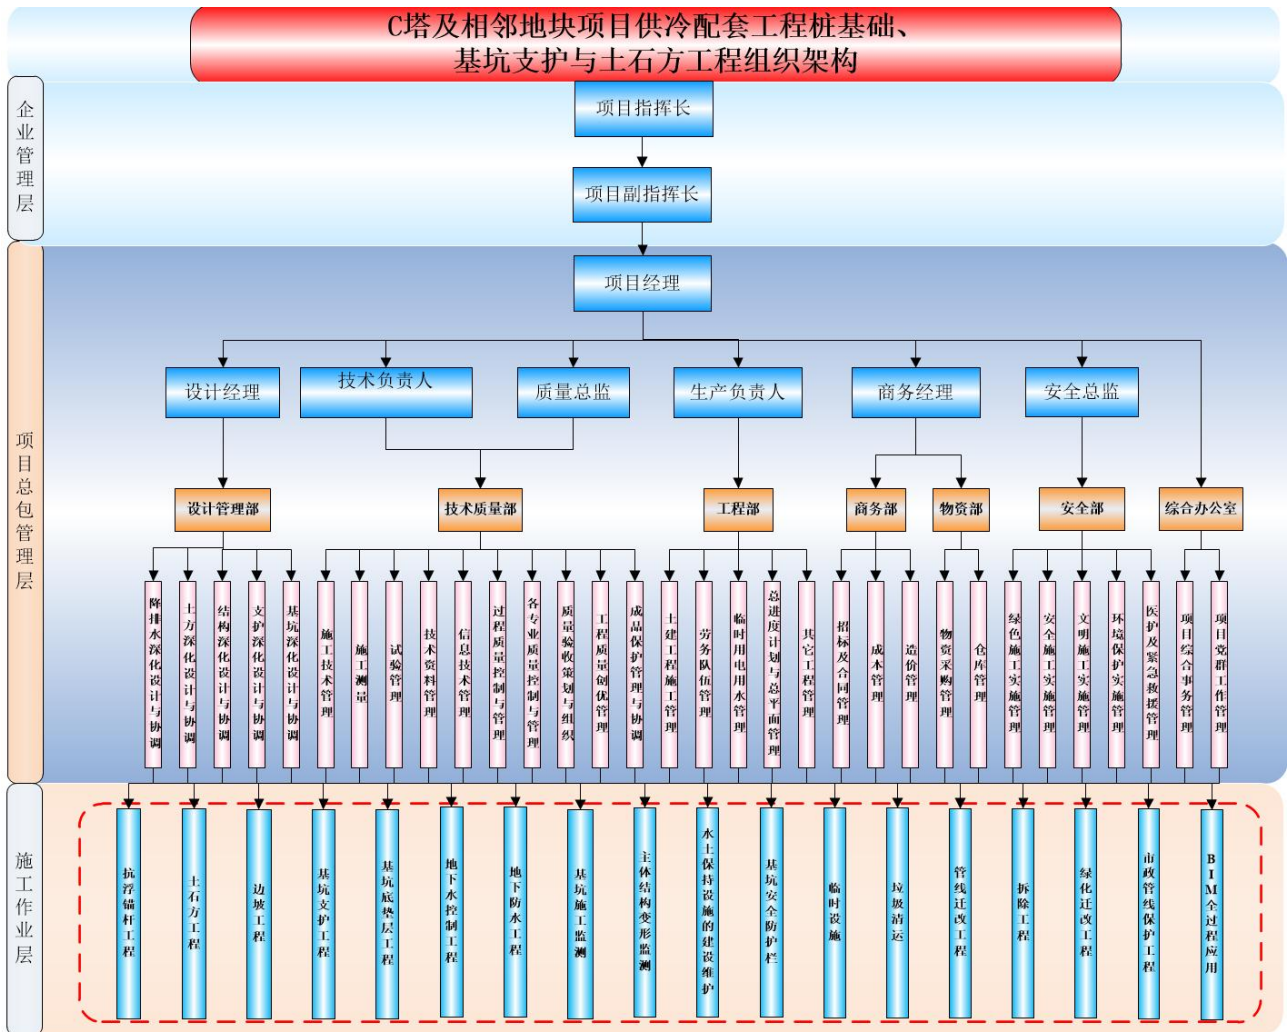 C塔及相邻地块项目供冷配套工程桩基础、
基坑支护与土石方工程组织架构
企业管理层
项目指挥长
项目副指挥长
项目总包管理层
项目经理
设计经理
技术负责人
质量总监
生产负责人
商务经理
安全总监
设计管理部
技术质量部
工程部
商务部
物资部
安全部
综合办公室
降排水深化设计与协调
土方深化设计与协调
结构深化设计与协调
支护深化设计与协调
基坑深化设计与协调
施工技术管理
施工测量
试验管理
技术资料管理
信息技术管理
过程质量控制与管理
各专业质量控制与管理
质量验收策划与组织
工程质量创优管理
成品保护管理与协调
土建工程施工管理
劳务队伍管理
临时用电用水管理
总进度计划与总平面管理
其它工程管理
招标及合同管理
成本管理
造价管理
物资采购管理
仓库管理
绿色施工实施管理
安全施工实施管理
文明施工实施管理
环境保护实施管理
医护及紧急救援管理
项目综合事务管理
项目党群工作管理
施工作业层
抗浮锚杆工程
土石方工程
边坡工程
基坑支护工程
基坑底垫层工程
地下水控制工程
地下防水工程
基坑施工监测
主体结构变形监测
水土保持设施的建设维护
基坑安全防护栏
临时设施
垃圾清运
管线迁改工程
拆除工程
绿化迁改工程
市政管线保护工程
BIM全过程应用